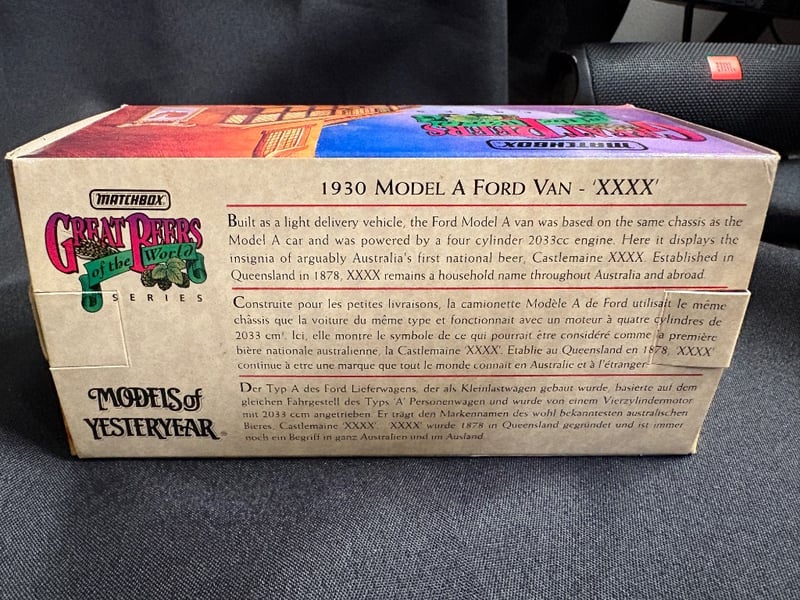 GREAT BEERS
of the World
MATCHBOX
1930 MODEL A FORD VAN - 'XXXX'
MATCHBOX
GREAT BEERS
of the World
SERIES
Built as a light delivery vehicle, the Ford Model A van was based on the same chassis as the
Model A car and was powered by a four cylinder 2033cc engine. Here it displays the
insignia of arguably Australia's first national beer, Castlemaine XXXX. Established in
Queensland in 1878, XXXX remains a household name throughout Australia and abroad.
Construite pour les petites livraisons, la camionette Modèle A de Ford utilisait le même
châssis que la voiture du même type et fonctionnait avec un moteur à quatre cylindres de
2033 cm³. Ici, elle montre le symbole de ce qui pourrait être considéré comme la première
bière nationale australienne, la Castlemaine 'XXXX'. Etablie au Queensland en 1878, 'XXXX'
continue à etre une marque que tout le monde connait en Australie et à l'étranger.
MODELS of
YESTERYEAR®
Der Typ A des Ford Lieferwagens, der als Kleinlastwagen gebaut wurde, basierte auf dem
gleichen Fahrgestell des Typs 'A' Personenwagen und wurde von einem Vierzylindermotor
mit 2033 ccm angetrieben. Er trägt den Markennamen des wohl bekanntesten australischen
Bieres, Castlemaine 'XXXX'. 'XXXX' wurde 1878 in Queensland gegründet und ist immer
noch ein Begriff in ganz Australien und im Ausland.